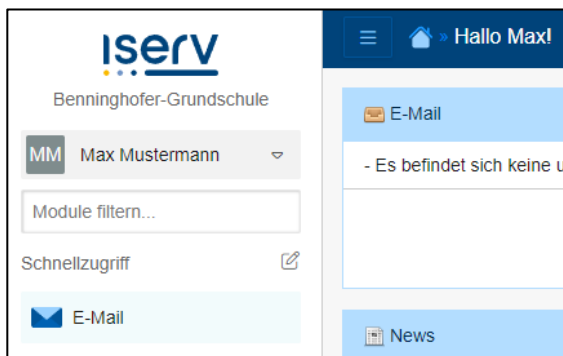 IServ
Benninghofer-Grundschule
MM Max Mustermann
Module filtern...
Schnellzugriff
E-Mail
» Hallo Max!
E-Mail
- Es befindet sich keine
News